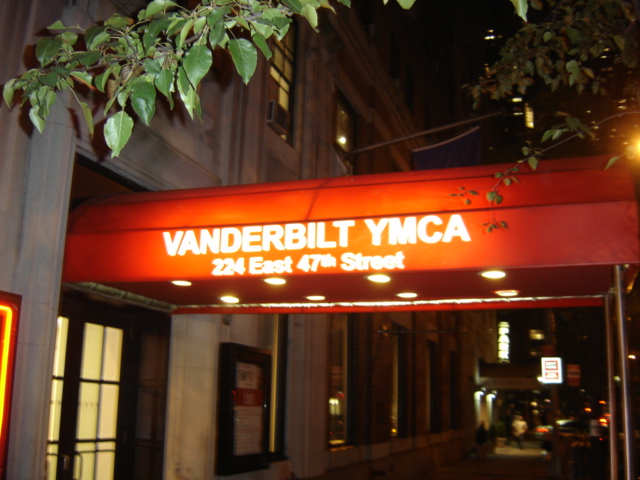 VANDERBILT YMCA
224 East 47th Street